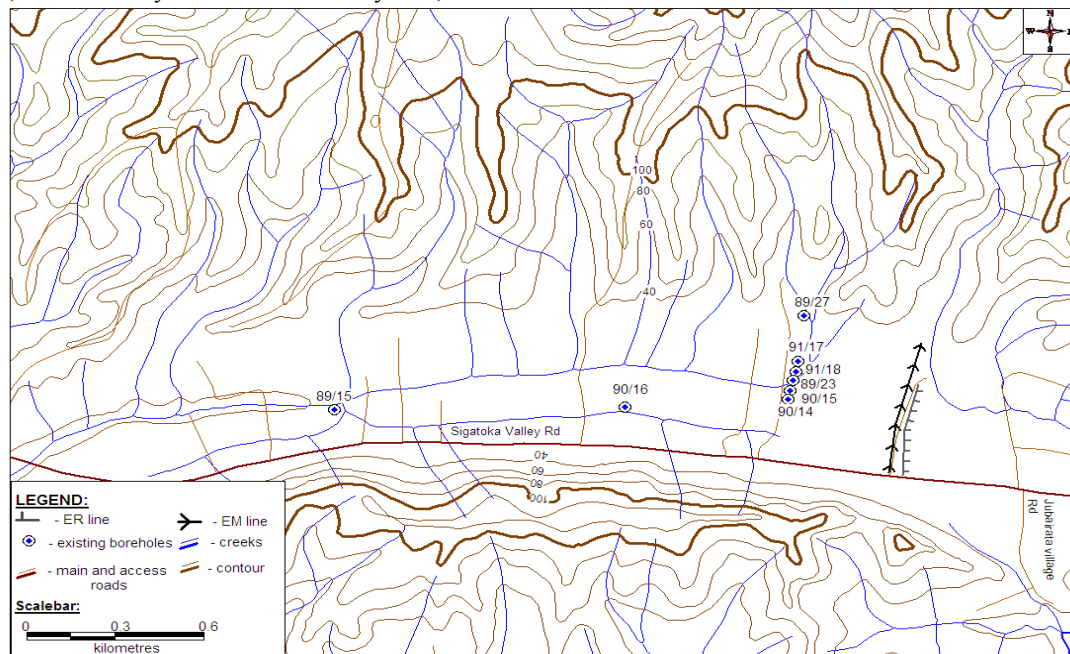 N
W
S
100
80
60
40
89/27
91/17
91/18
89/23
90/15
90/14
90/16
89/15
Sigatoka Valley Rd
40
60
80
100
Jubarata village
Rd
LEGEND:
- ER line
- EM line
- existing boreholes
- creeks
- main and access
roads
- contour
Scalebar:
0 0.3 0.6
kilometres